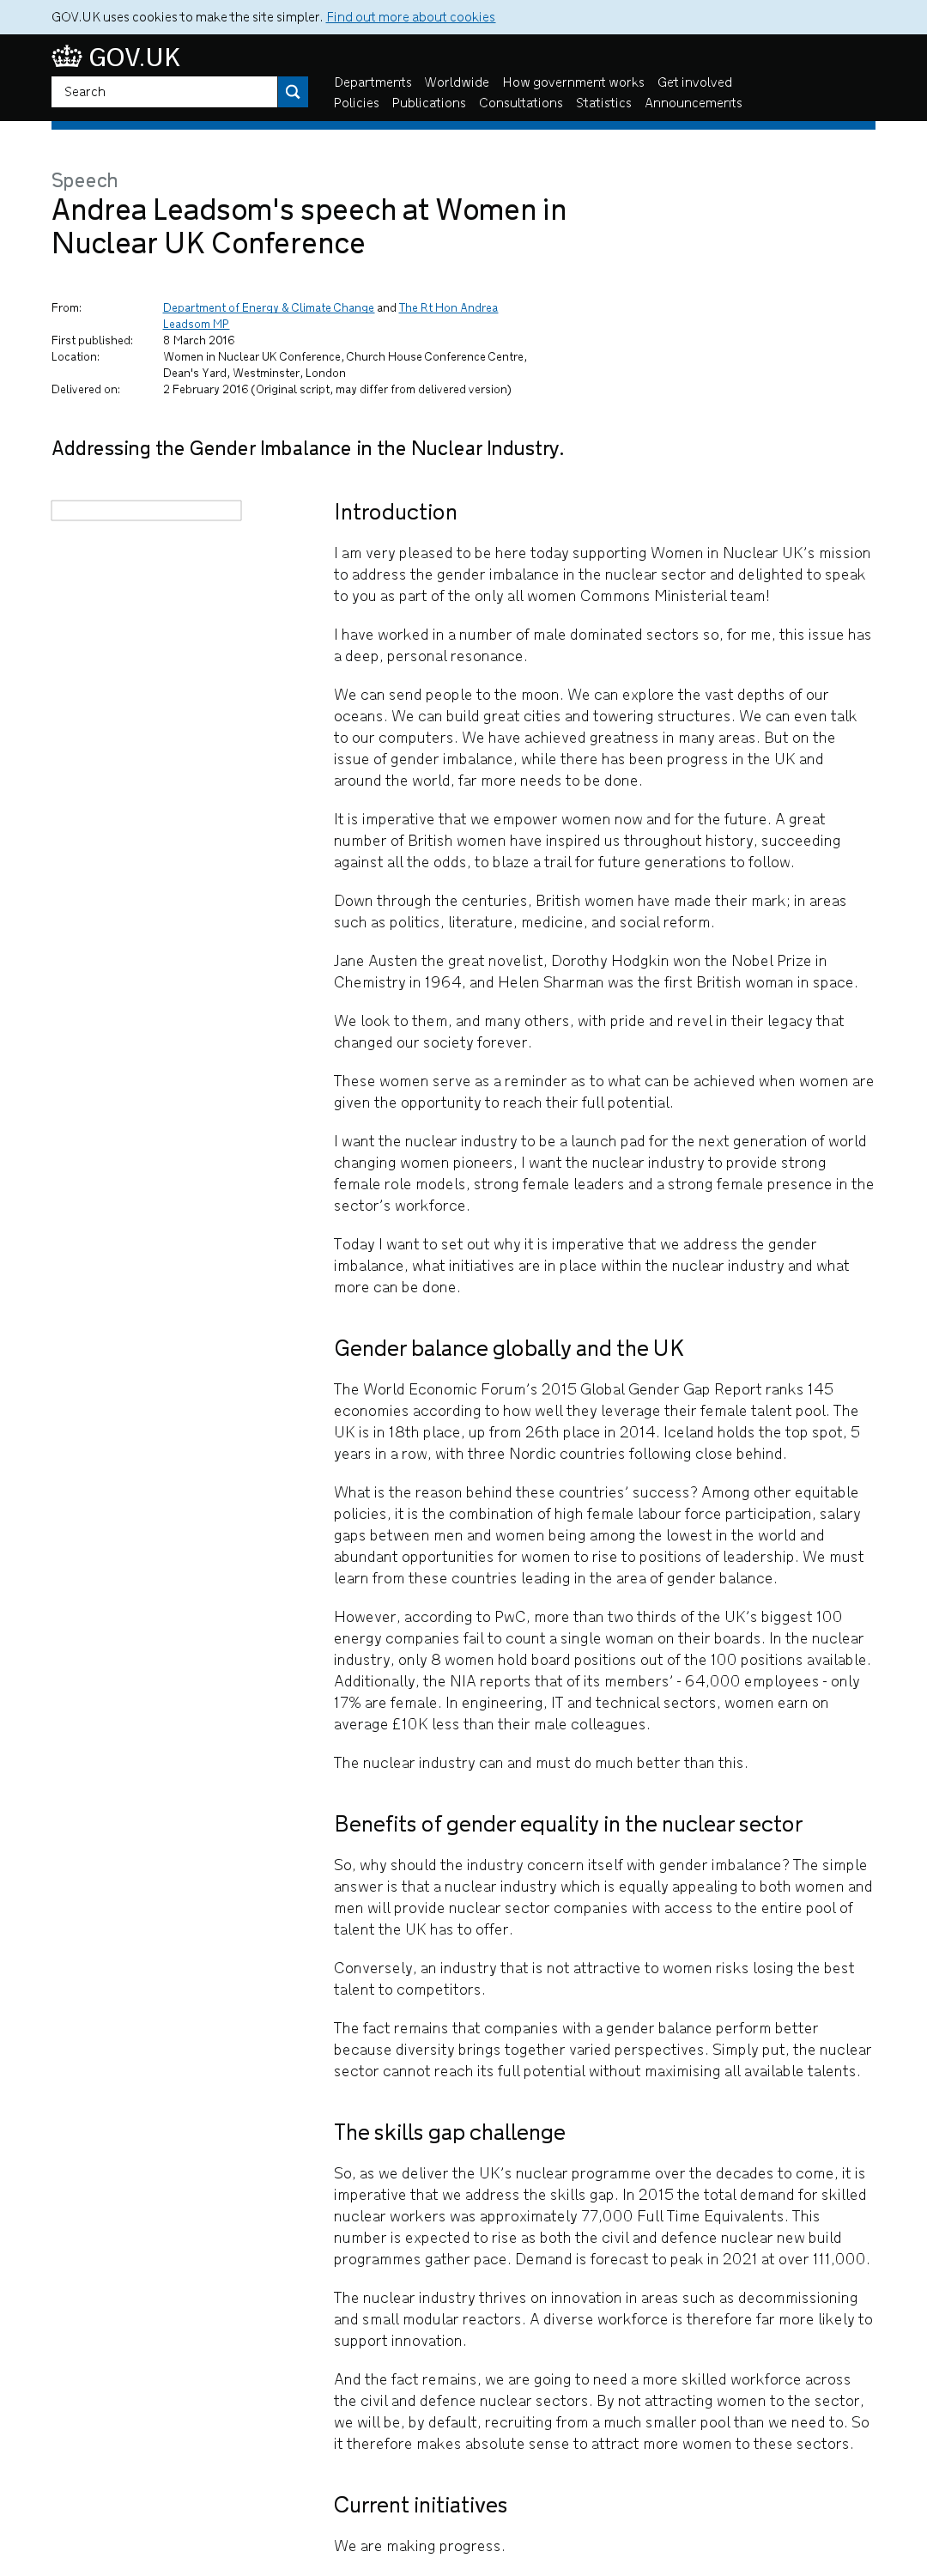 GOV.UK uses cookies to make the site simpler. Find out more about cookies
GOV.UK
Search
Departments Worldwide How government works Get involved
Policies Publications Consultations Statistics Announcements
Speech
Andrea Leadsom's speech at Women in
Nuclear UK Conference
From: Department of Energy & Climate Change and The Rt Hon Andrea
Leadsom MP
First published: 8 March 2016
Location: Women in Nuclear UK Conference, Church House Conference Centre,
Dean's Yard, Westminster, London
Delivered on: 2 February 2016 (Original script, may differ from delivered version)
Addressing the Gender Imbalance in the Nuclear Industry.
Introduction
I am very pleased to be here today supporting Women in Nuclear UK's mission
to address the gender imbalance in the nuclear sector and delighted to speak
to you as part of the only all women Commons Ministerial team!
I have worked in a number of male dominated sectors so, for me, this issue has
a deep, personal resonance.
We can send people to the moon. We can explore the vast depths of our
oceans. We can build great cities and towering structures. We can even talk
to our computers. We have achieved greatness in many areas. But on the
issue of gender imbalance, while there has been progress in the UK and
around the world, far more needs to be done.
It is imperative that we empower women now and for the future. A great
number of British women have inspired us throughout history, succeeding
against all the odds, to blaze a trail for future generations to follow.
Down through the centuries, British women have made their mark; in areas
such as politics, literature, medicine, and social reform.
Jane Austen the great novelist, Dorothy Hodgkin won the Nobel Prize in
Chemistry in 1964, and Helen Sharman was the first British woman in space.
We look to them, and many others, with pride and revel in their legacy that
changed our society forever.
These women serve as a reminder as to what can be achieved when women are
given the opportunity to reach their full potential.
I want the nuclear industry to be a launch pad for the next generation of world
changing women pioneers, I want the nuclear industry to provide strong
female role models, strong female leaders and a strong female presence in the
sector's workforce.
Today I want to set out why it is imperative that we address the gender
imbalance, what initiatives are in place within the nuclear industry and what
more can be done.
Gender balance globally and the UK
The World Economic Forum's 2015 Global Gender Gap Report ranks 145
economies according to how well they leverage their female talent pool. The
UK is in 18th place, up from 26th place in 2014. Iceland holds the top spot, 5
years in a row, with three Nordic countries following close behind.
What is the reason behind these countries' success? Among other equitable
policies, it is the combination of high female labour force participation, salary
gaps between men and women being among the lowest in the world and
abundant opportunities for women to rise to positions of leadership. We must
learn from these countries leading in the area of gender balance.
However, according to PwC, more than two thirds of the UK's biggest 100
energy companies fail to count a single woman on their boards. In the nuclear
industry, only 8 women hold board positions out of the 100 positions available.
Additionally, the NIA reports that of its members' - 64,000 employees - only
17% are female. In engineering, IT and technical sectors, women earn on
average £10K less than their male colleagues.
The nuclear industry can and must do much better than this.
Benefits of gender equality in the nuclear sector
So, why should the industry concern itself with gender imbalance? The simple
answer is that a nuclear industry which is equally appealing to both women and
men will provide nuclear sector companies with access to the entire pool of
talent the UK has to offer.
Conversely, an industry that is not attractive to women risks losing the best
talent to competitors.
The fact remains that companies with a gender balance perform better
because diversity brings together varied perspectives. Simply put, the nuclear
sector cannot reach its full potential without maximising all available talents.
The skills gap challenge
So, as we deliver the UK's nuclear programme over the decades to come, it is
imperative that we address the skills gap. In 2015 the total demand for skilled
nuclear workers was approximately 77,000 Full Time Equivalents. This
number is expected to rise as both the civil and defence nuclear new build
programmes gather pace. Demand is forecast to peak in 2021 at over 111,000.
The nuclear industry thrives on innovation in areas such as decommissioning
and small modular reactors. A diverse workforce is therefore far more likely to
support innovation.
And the fact remains, we are going to need a more skilled workforce across
the civil and defence nuclear sectors. By not attracting women to the sector,
we will be, by default, recruiting from a much smaller pool than we need to. So
it therefore makes absolute sense to attract more women to these sectors.
Current initiatives
We are making progress.